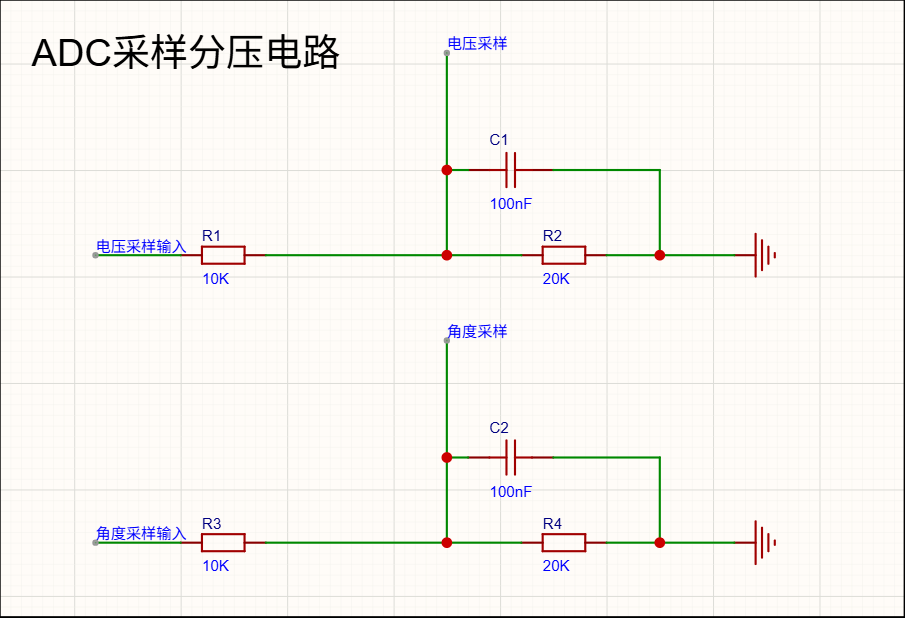 ADC采样分压电路
电压采样
C1
100nF
电压采样输入
R1
10K
R2
20K
角度采样
C2
100nF
角度采样输入
R3
10K
R4
20K